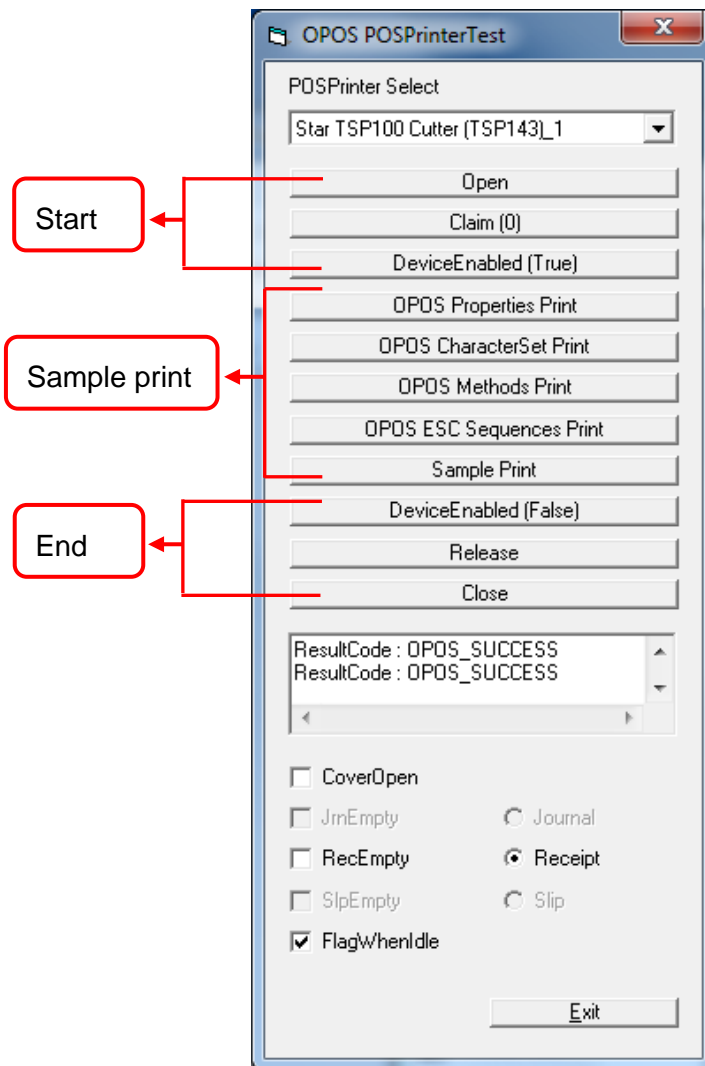 OPOS POSPrinterTest
x
POSPrinter Select
Star TSP100 Cutter (TSP143)_1
Open
Start
Claim (0)
DeviceEnabled (True)
OPOS Properties Print
OPOS CharacterSet Print
Sample print
OPOS Methods Print
OPOS ESC Sequences Print
Sample Print
DeviceEnabled (False)
End
Release
Close
ResultCode : OPOS_SUCCESS
ResultCode : OPOS_SUCCESS
CoverOpen
JrnEmpty Journal
RecEmpty Receipt
SlpEmpty Slip
FlagWhenIdle
Exit